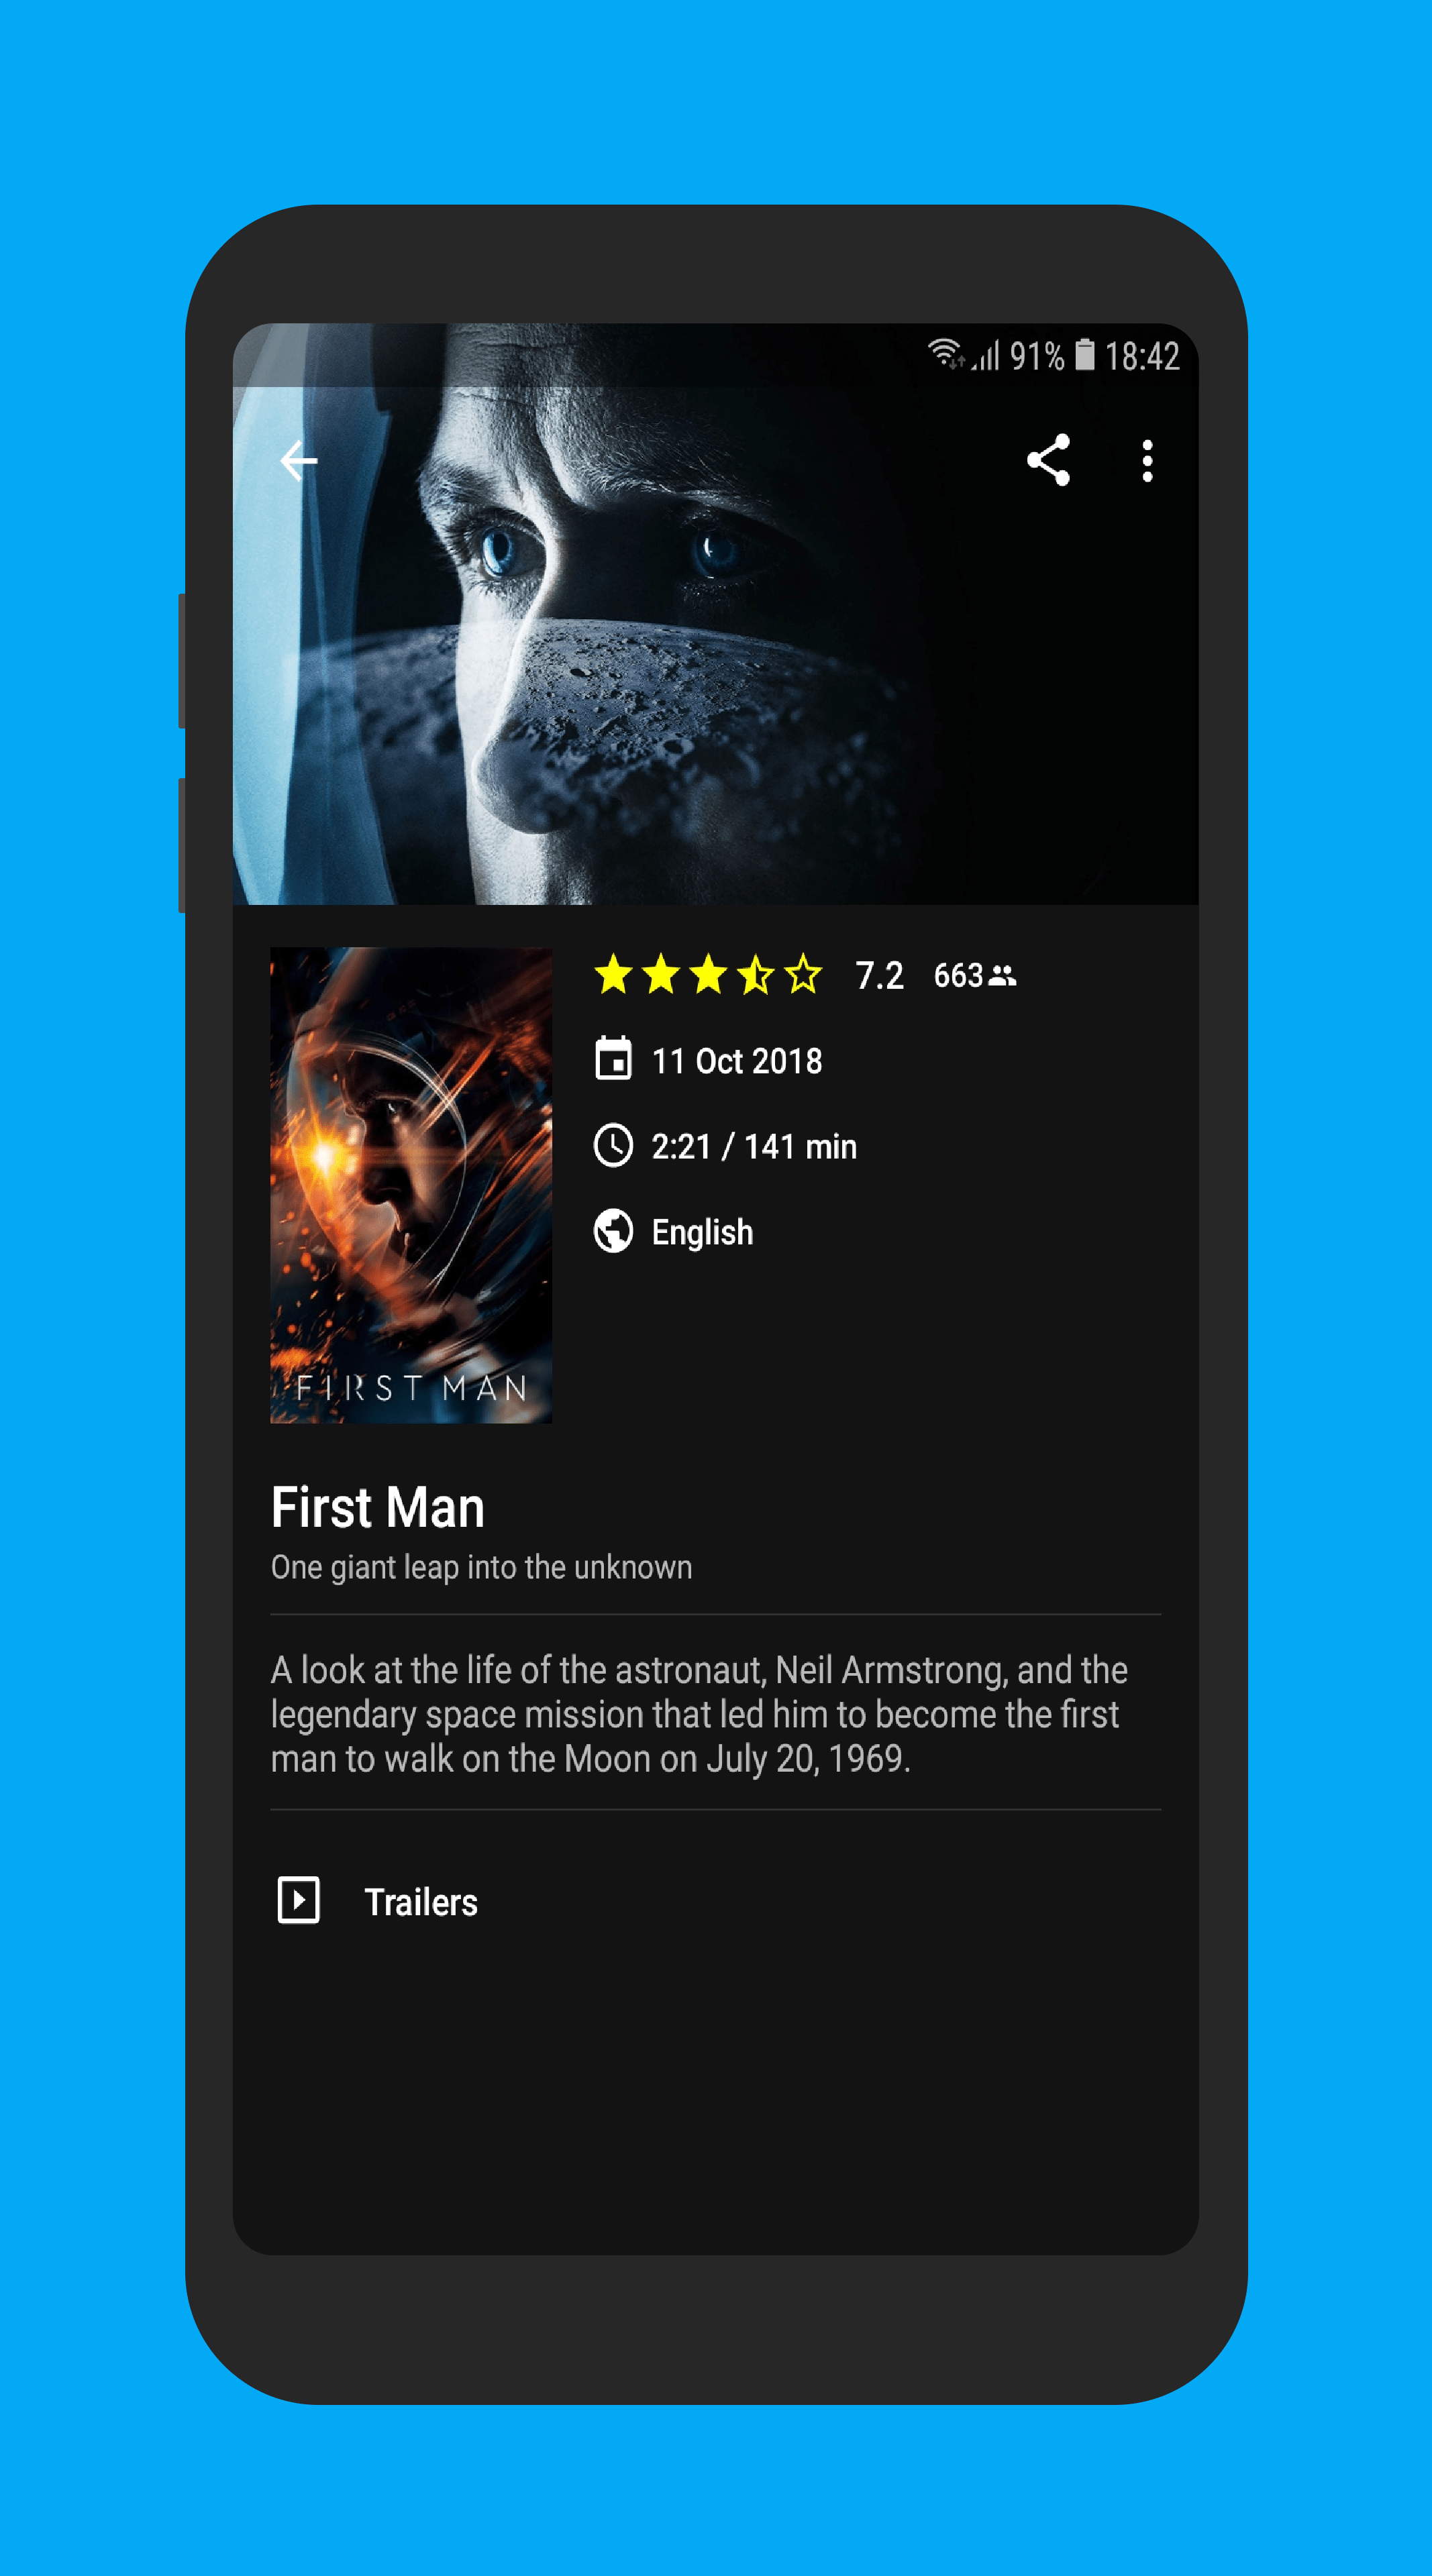 91% 18:42
7.2 663
11 Oct 2018
2:21 / 141 min
English
FIRST MAN
First Man
One giant leap into the unknown
A look at the life of the astronaut, Neil Armstrong, and the
legendary space mission that led him to become the first
man to walk on the Moon on July 20, 1969.
Trailers